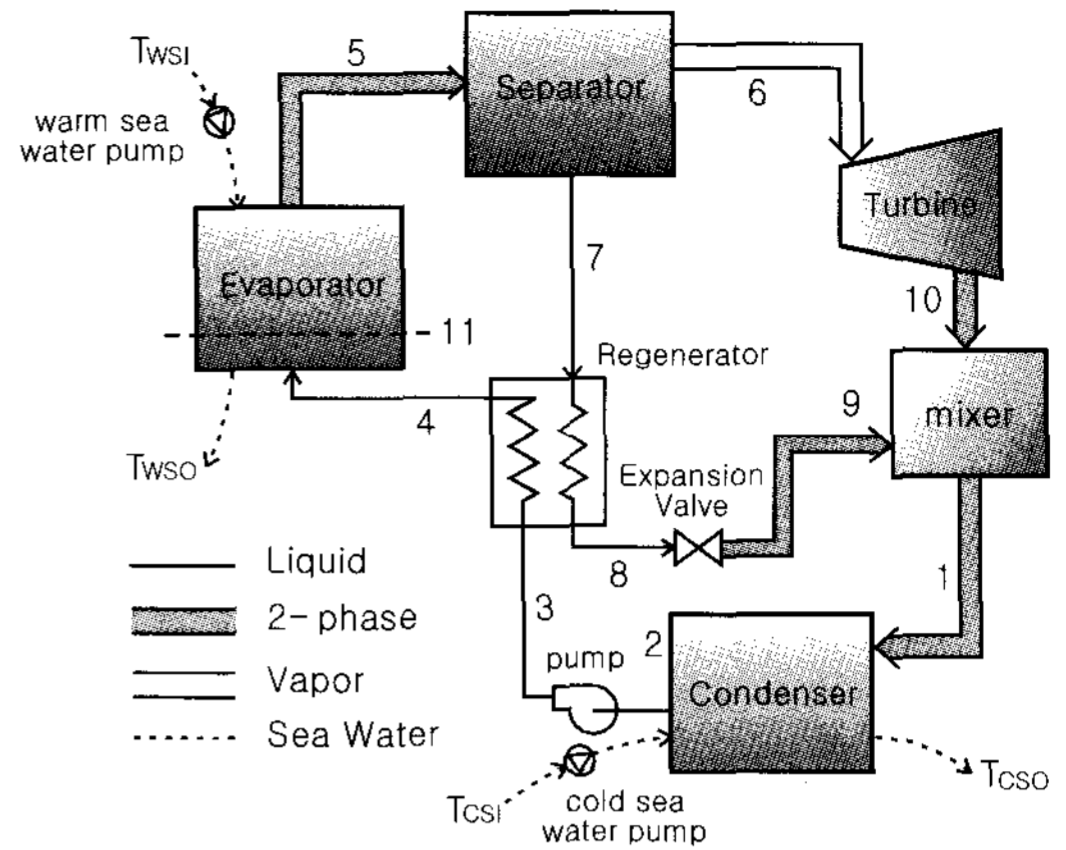 TWSI
warm sea
water pump
5
Separator
6
Turbine
Evaporator
11
7
10
Regenerator
4
TWSO
mixer
9
Expansion
Valve
8
3
1
Liquid
2- phase
Vapor
Sea Water
pump
2
Condenser
TCSI
cold sea
water pump
TCSO